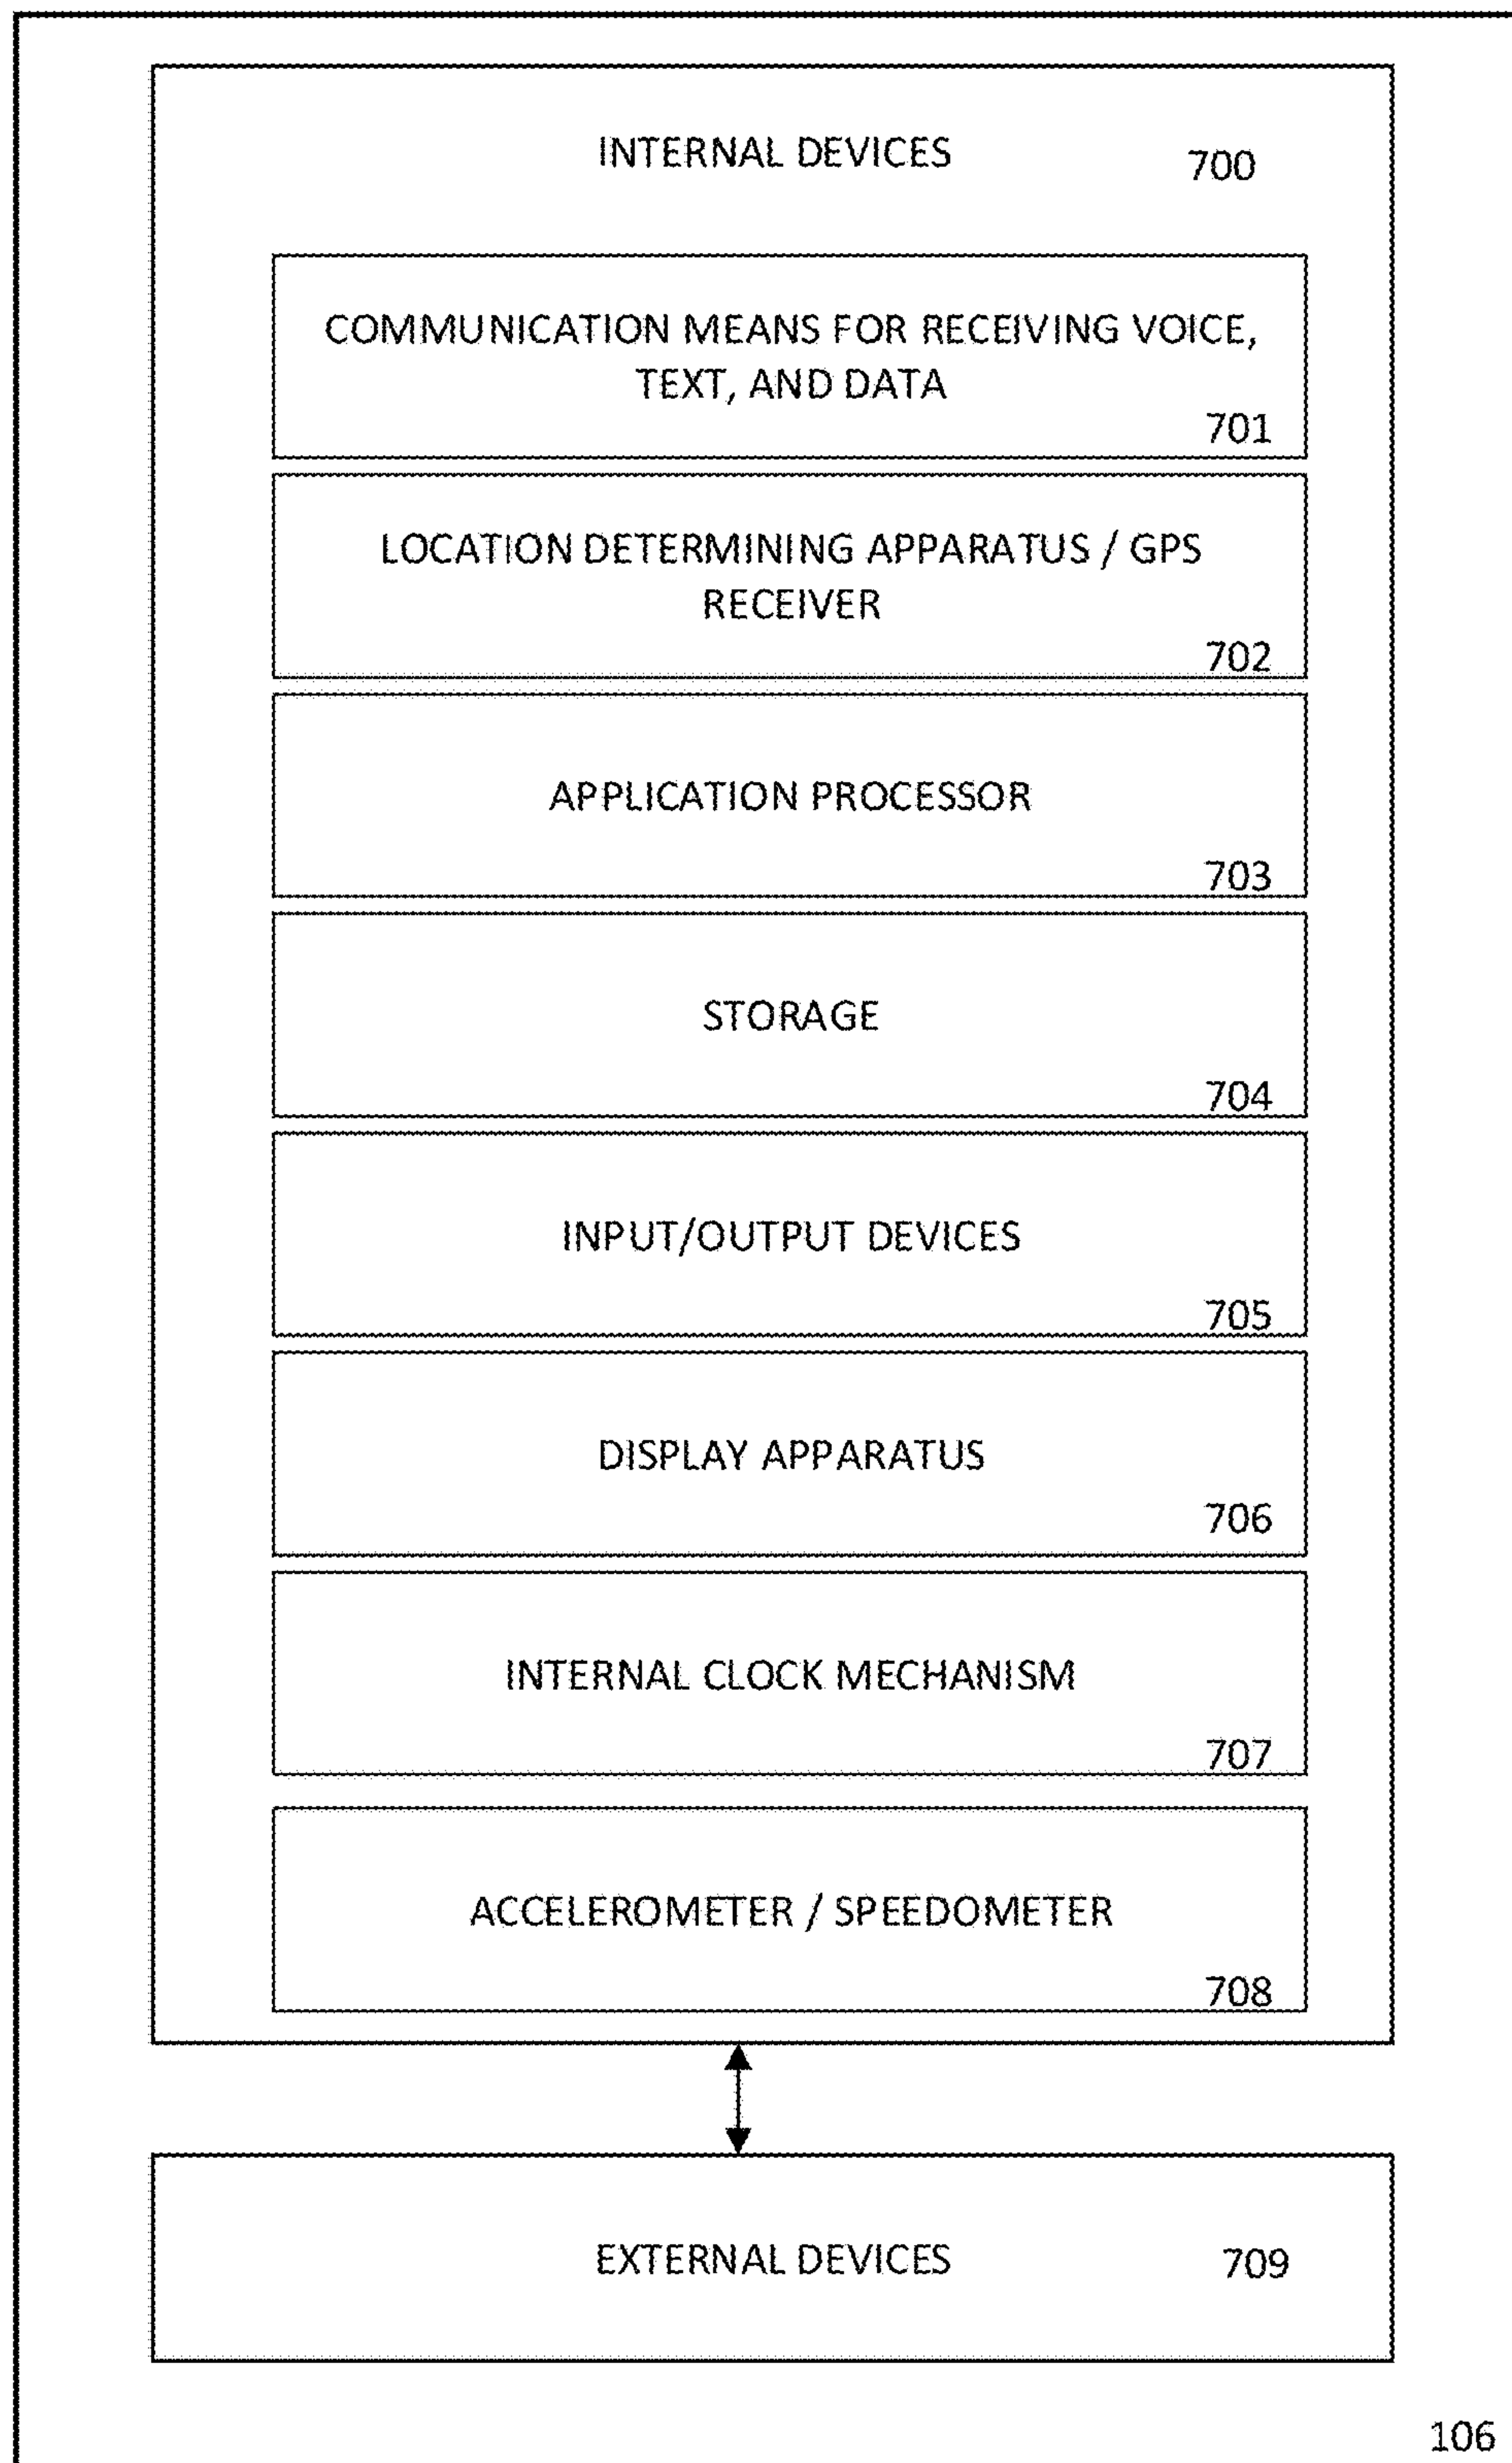 INTERNAL DEVICES 700
COMMUNICATION MEANS FOR RECEIVING VOICE,
TEXT, AND DATA
701
LOCATION DETERMINING APPARATUS / GPS
RECEIVER
702
APPLICATION PROCESSOR
703
STORAGE
704
INPUT/OUTPUT DEVICES
705
DISPLAY APPARATUS
706
INTERNAL CLOCK MECHANISM
707
ACCELEROMETER / SPEEDOMETER
708
EXTERNAL DEVICES 709
106